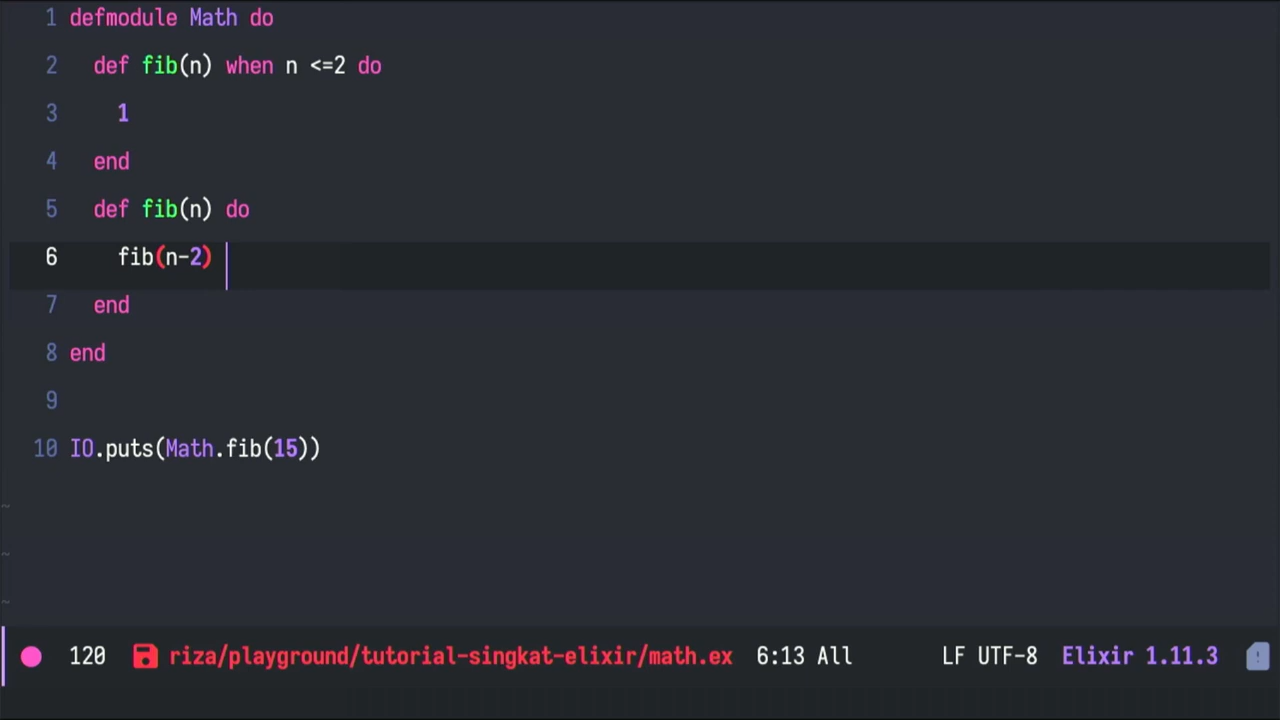 1 defmodule Math do
2   def fib(n) when n <=2 do
3     1
4   end
5   def fib(n) do
6     fib(n-2)
7   end
8 end
9
10 IO.puts(Math.fib(15))
~
~
~
120 riza/playground/tutorial-singkat-elixir/math.ex 6:13 All LF UTF-8 Elixir 1.11.3